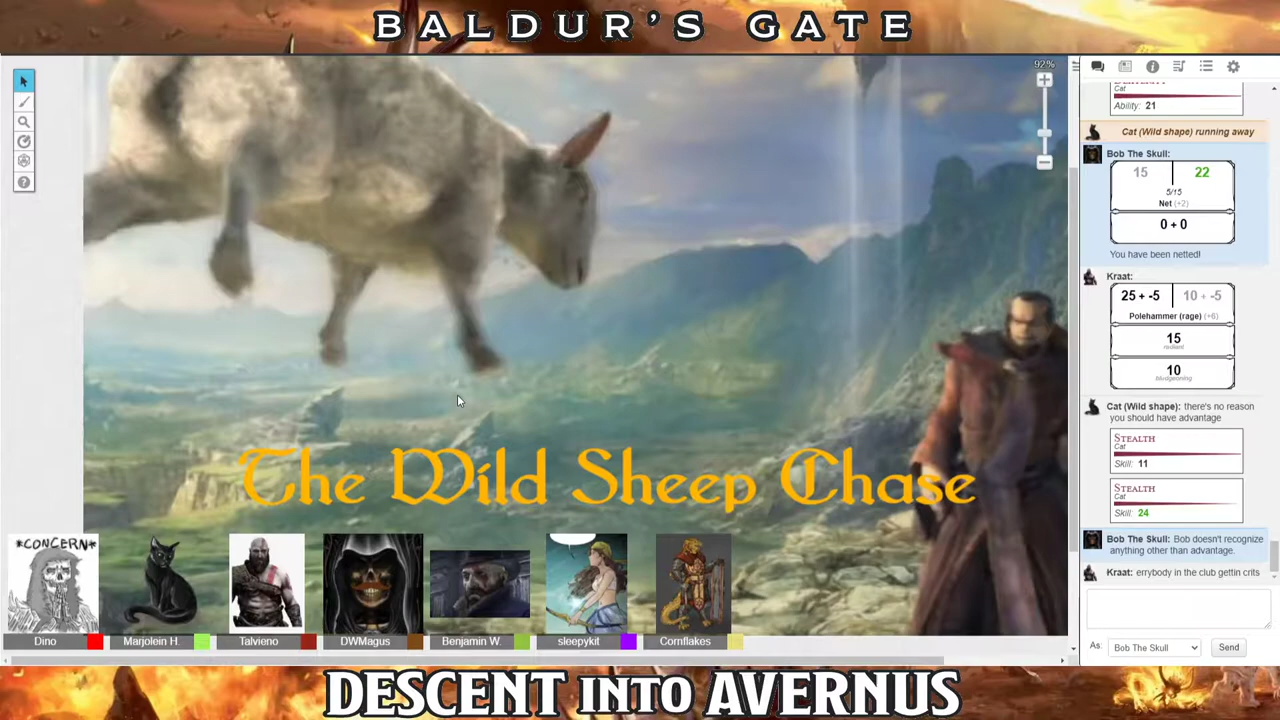 BALDUR'S GATE
92%
Cat
Ability: 21
Cat (Wild shape) running away
Bob The Skull:
15 22
5/15
Net (+2)
0 + 0
You have been netted!
Kraat:
25 + -5 10 + -5
Polehammer (rage) (+6)
15
radiant
10
bludgeoning
Cat (Wild shape): there's no reason
you should have advantage
STEALTH
Cat
Skill: 11
STEALTH
Cat
Skill: 24
Bob The Skull: Bob doesn't recognize
anything other than advantage.
Kraat: errybody in the club gettin crits
The Wild Sheep Chase
*CONCERN*
Dino
Marjolein H.
Talvieno
DWMagus
Benjamin W.
sleepykit
Cornflakes
As: Bob The Skull Send
DESCENT INTO AVERNUS